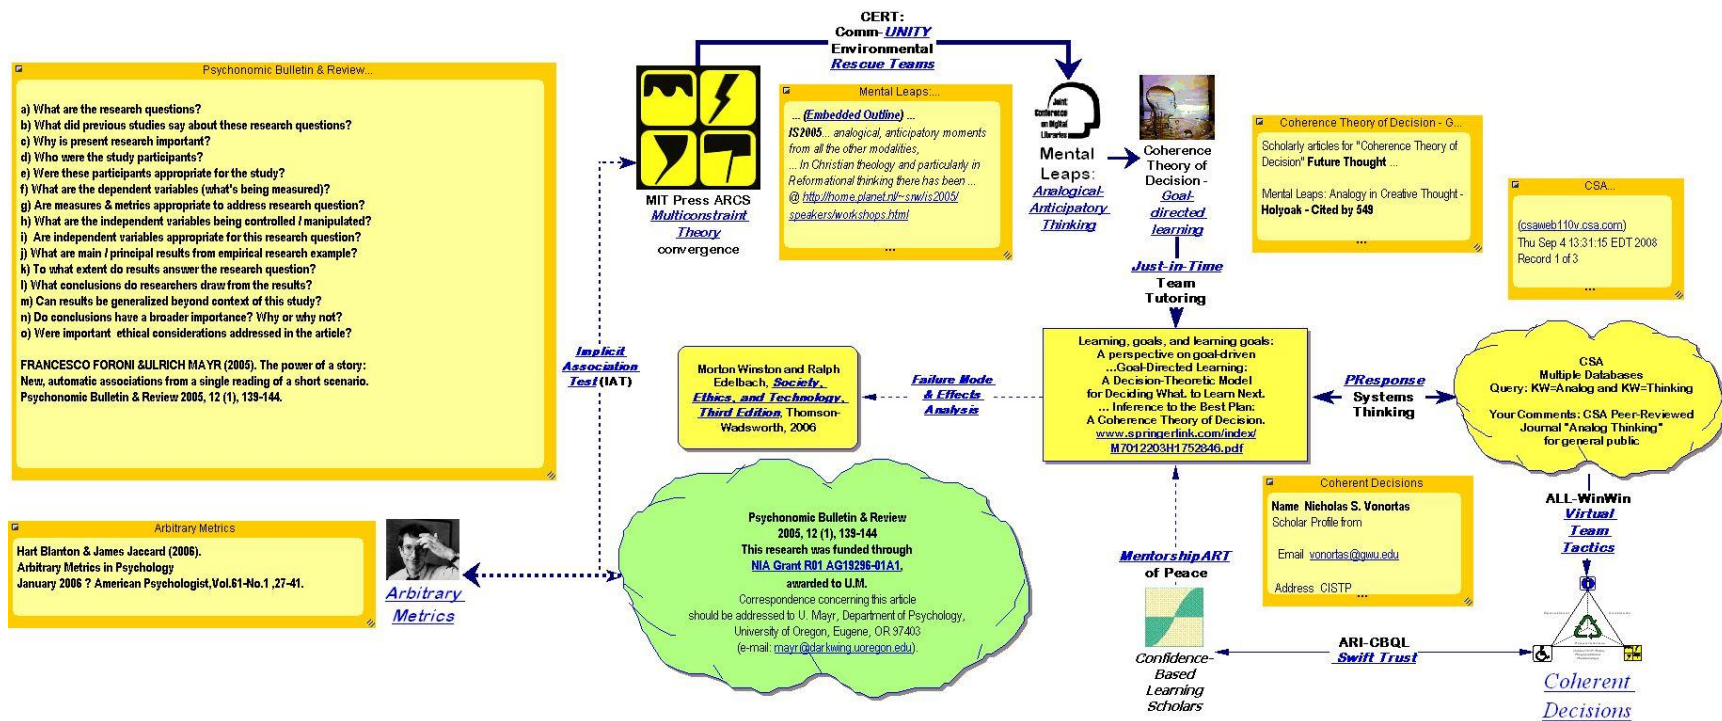 CERT:
Comm-UNITY
Environmental
Rescue Teams
Psychonomic Bulletin & Review...
a) What are the research questions?
b) What did previous studies say about these research questions?
c) Why is present research important?
d) Who were the study participants?
e) Were these participants appropriate for the study?
f) What are the dependent variables (what's being measured)?
g) Are measures & metrics appropriate to address research question?
h) What are the independent variables being controlled / manipulated?
i) Are independent variables appropriate for this research question?
j) What are main / principal results from empirical research example?
k) To what extent do results answer the research question?
l) What conclusions do researchers draw from the results?
m) Can results be generalized beyond context of this study?
n) Do conclusions have a broader importance? Why or why not?
o) Were important ethical considerations addressed in the article?
FRANCESCO FORONI &ULRICH MAYR (2005). The power of a story:
New, automatic associations from a single reading of a short scenario.
Psychonomic Bulletin & Review 2005, 12 (1), 139-144.
MIT Press ARCS
Multiconstraint
Theory
convergence
Mental Leaps:...
... (Embedded Outline) ...
IS2005... analogical, anticipatory moments
from all the other modalities,
... In Christian theology and particularly in
Reformational thinking there has been ...
@ http://home.planet.nl/~srw/is2005/
speakers/workshops.html
...
Joint
Conference
on Digital
Libraries
Mental
Leaps:
Analogical-
Anticipatory
Thinking
Coherence
Theory of
Decision -
Goal-
directed
learning
Coherence Theory of Decision - G...
Scholarly articles for "Coherence Theory of
Decision" Future Thought ...
Mental Leaps: Analogy in Creative Thought -
Holyoak - Cited by 549
...
CSA...
(csaweb110v.csa.com)
Thu Sep 4 13:31:15 EDT 2008
Record 1 of 3
...
Just-in-Time
Team
Tutoring
Implicit
Association
Test (IAT)
Morton Winston and Ralph
Edelbach, Society,
Ethics, and Technology,
Third Edition, Thomson-
Wadsworth, 2006
Failure Mode
& Effects
Analysis
Learning, goals, and learning goals:
A perspective on goal-driven
...Goal-Directed Learning:
A Decision-Theoretic Model
for Deciding What. to Learn Next.
... Inference to the Best Plan:
A Coherence Theory of Decision.
www.springerlink.com/index/
M7012203H1752846.pdf
PResponse
Systems
Thinking
CSA
Multiple Databases
Query: KW=Analog and KW=Thinking
Your Comments: CSA Peer-Reviewed
Journal "Analog Thinking"
for general public
Arbitrary Metrics
Hart Blanton & James Jaccard (2006).
Arbitrary Metrics in Psychology
January 2006 ? American Psychologist,Vol.61-No.1 ,27-41.
Arbitrary
Metrics
Psychonomic Bulletin & Review
2005, 12 (1), 139-144
This research was funded through
NIA Grant R01 AG19296-01A1,
awarded to U.M.
Correspondence concerning this article
should be addressed to U. Mayr, Department of Psychology,
University of Oregon, Eugene, OR 97403
(e-mail: mayr@darkwing.uoregon.edu).
MentorshipART
of Peace
Confidence-
Based
Learning
Scholars
Coherent Decisions
Name Nicholas S. Vonortas
Scholar Profile from
Email vonortas@gwu.edu
Address CISTP
...
ALL-WinWin
Virtual
Team
Tactics
ARI-CBQL
Swift Trust
Coherent
Decisions